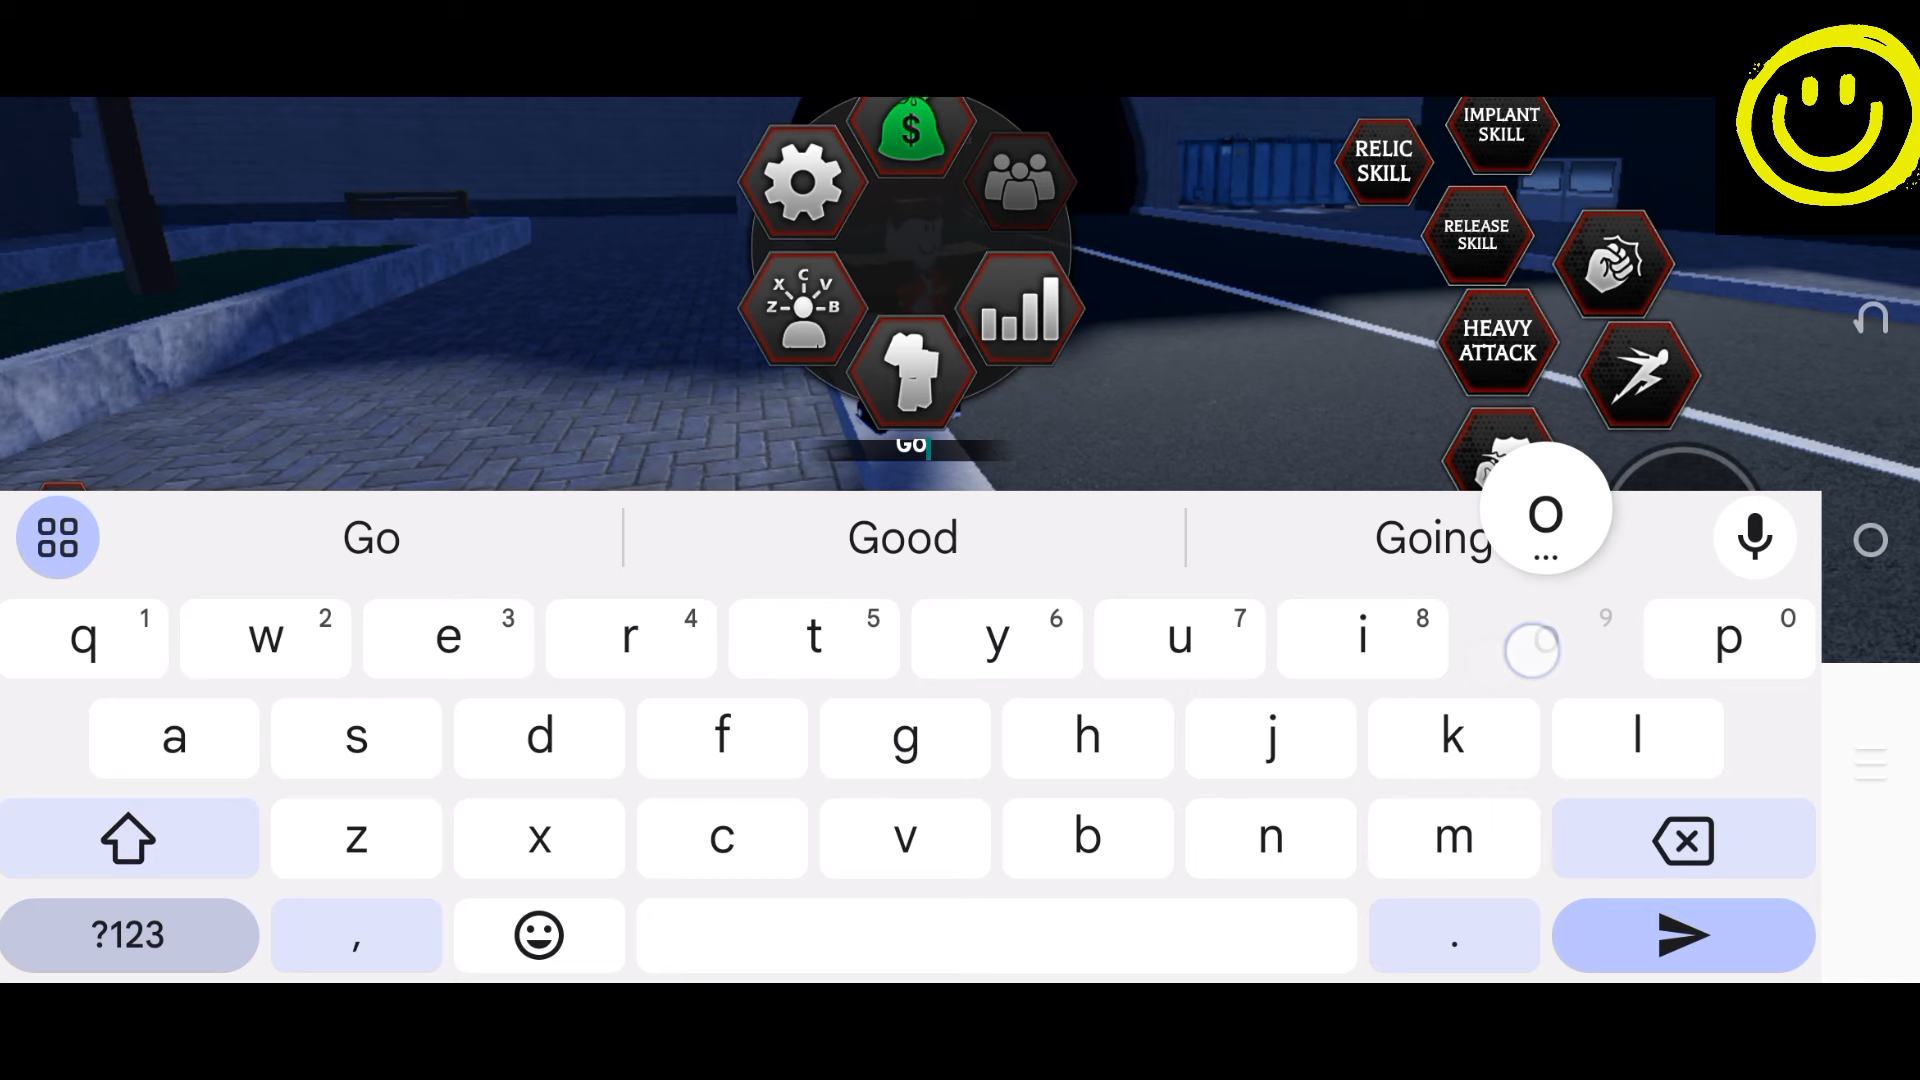 IMPLANT
SKILL
RELIC
SKILL
RELEASE
SKILL
X C V
Z B
$
HEAVY
ATTACK
Go
o
...
Go
Good
Going
q 1 w 2 e 3 r 4 t 5 y 6 u 7 i 8 o 9 p 0
a s d f g h j k l
z x c v b n m
?123 , .